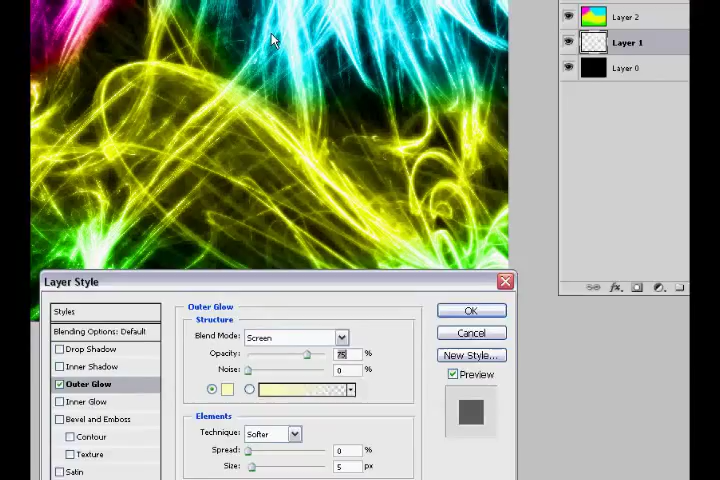 Layer 2
Layer 1
Layer 0
fx
Layer Style
Styles
Blending Options: Default
Drop Shadow
Inner Shadow
Outer Glow
Inner Glow
Bevel and Emboss
Contour
Texture
Satin
Outer Glow
Structure
Blend Mode: Screen
Opacity: 75 %
Noise: 0 %
Elements
Technique: Softer
Spread: 0 %
Size: 5 px
OK
Cancel
New Style...
Preview